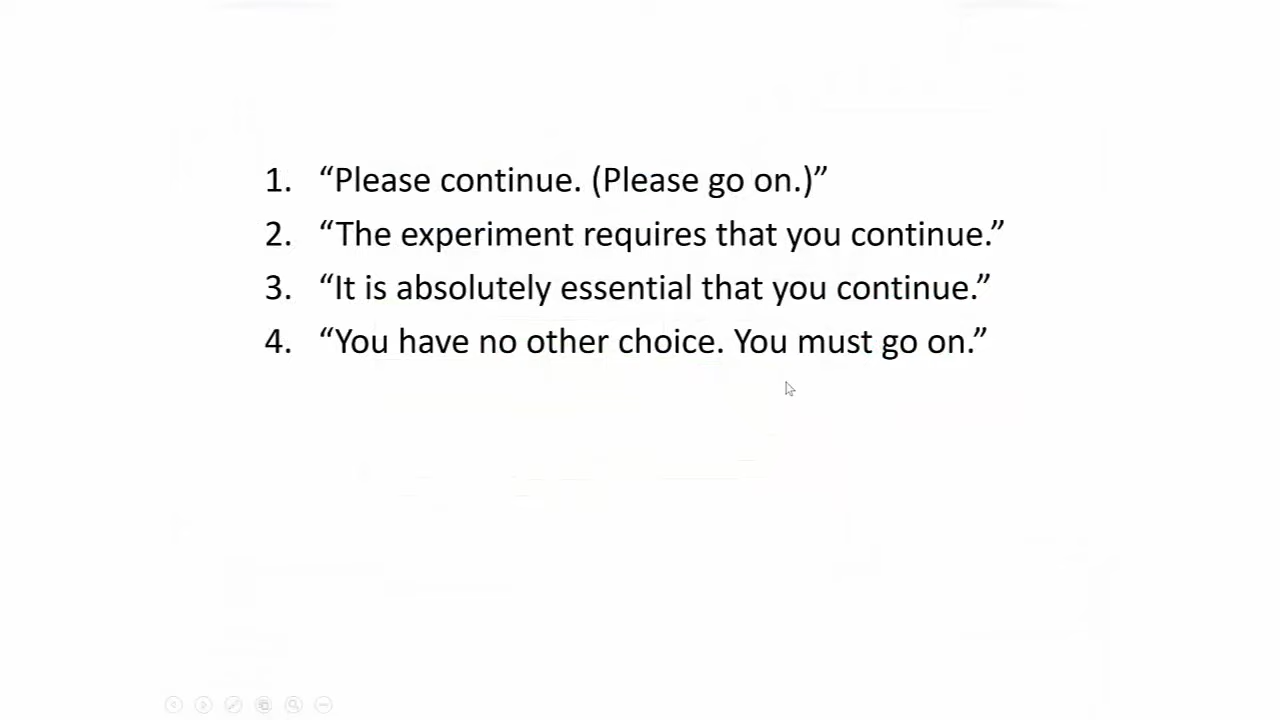 1. “Please continue. (Please go on.)”
2. “The experiment requires that you continue.”
3. “It is absolutely essential that you continue.”
4. “You have no other choice. You must go on.”